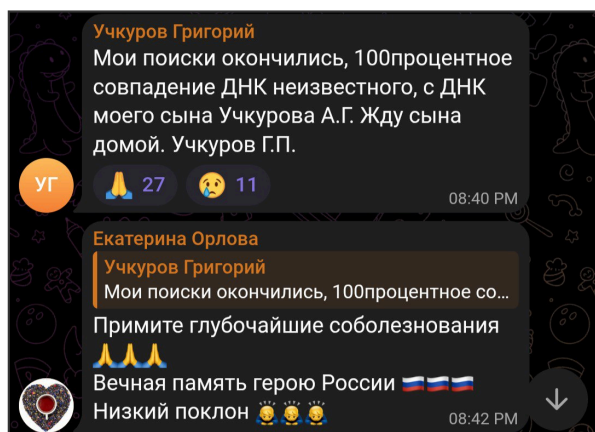 Учкуров Григорий
Мои поиски окончились, 100процентное
совпадение ДНК неизвестного, с ДНК
моего сына Учкурова А.Г. Жду сына
домой. Учкуров Г.П.
УГ
🙏 27 😢 11
08:40 PM
Екатерина Орлова
Учкуров Григорий
Мои поиски окончились, 100процентное со...
Примите глубочайшие соболезнования
🙏🙏🙏
Вечная память герою России 🇷🇺🇷🇺🇷🇺
Низкий поклон 🙇🙇🙇
08:42 PM